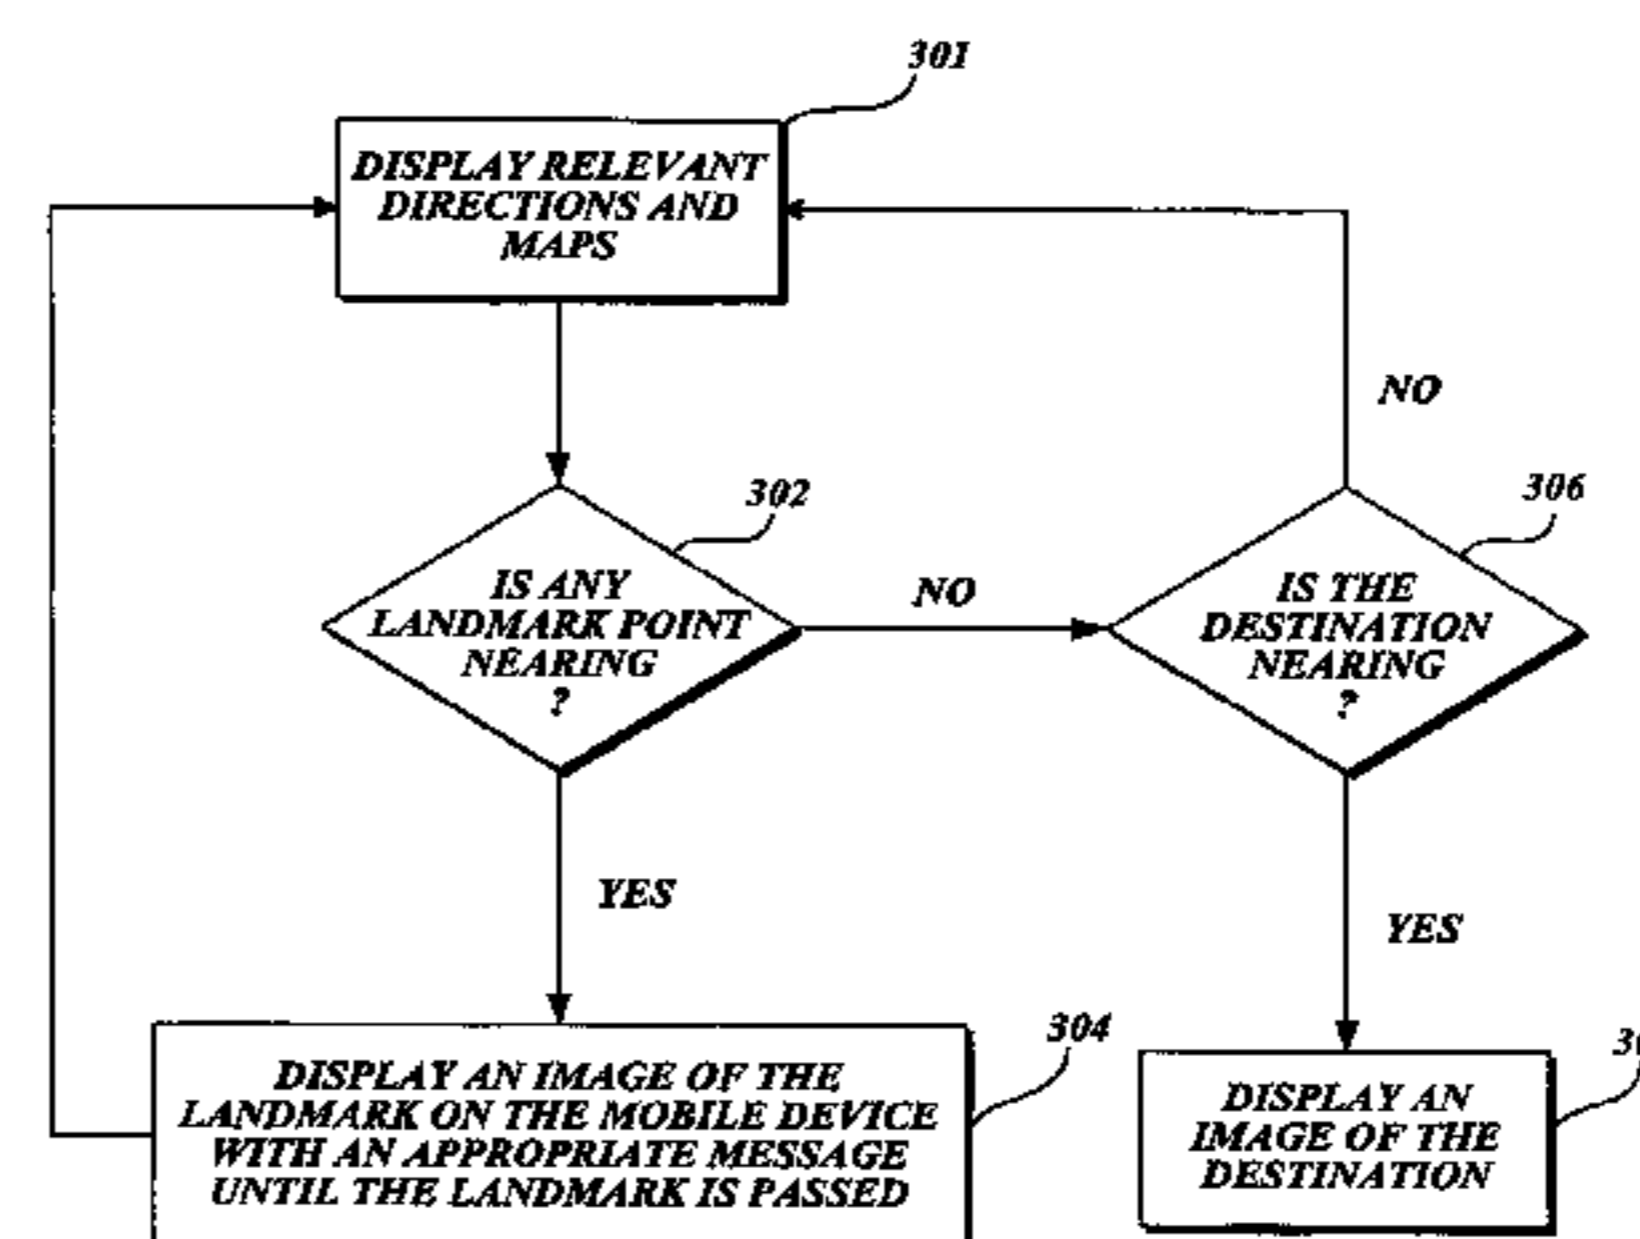 301
DISPLAY RELEVANT
DIRECTIONS AND
MAPS
NO
302
306
IS ANY
LANDMARK POINT
NEARING
?
NO
IS THE
DESTINATION
NEARING
?
YES
YES
304
DISPLAY AN IMAGE OF THE
LANDMARK ON THE MOBILE DEVICE
WITH AN APPROPRIATE MESSAGE
UNTIL THE LANDMARK IS PASSED
DISPLAY AN
IMAGE OF THE
DESTINATION